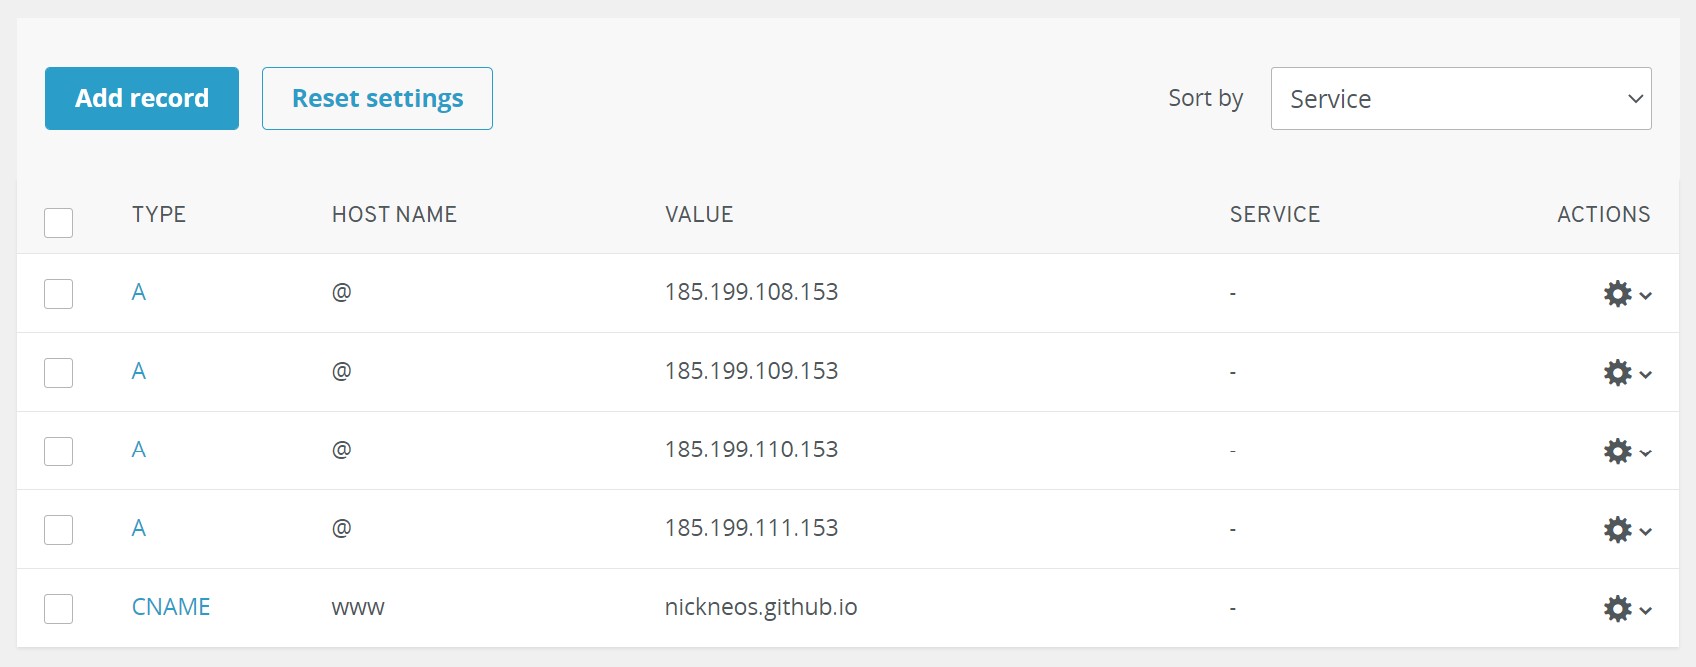 Add record Reset settings Sort by Service
TYPE HOST NAME VALUE SERVICE ACTIONS
A @ 185.199.108.153 -
A @ 185.199.109.153 -
A @ 185.199.110.153 -
A @ 185.199.111.153 -
CNAME www nickneos.github.io -